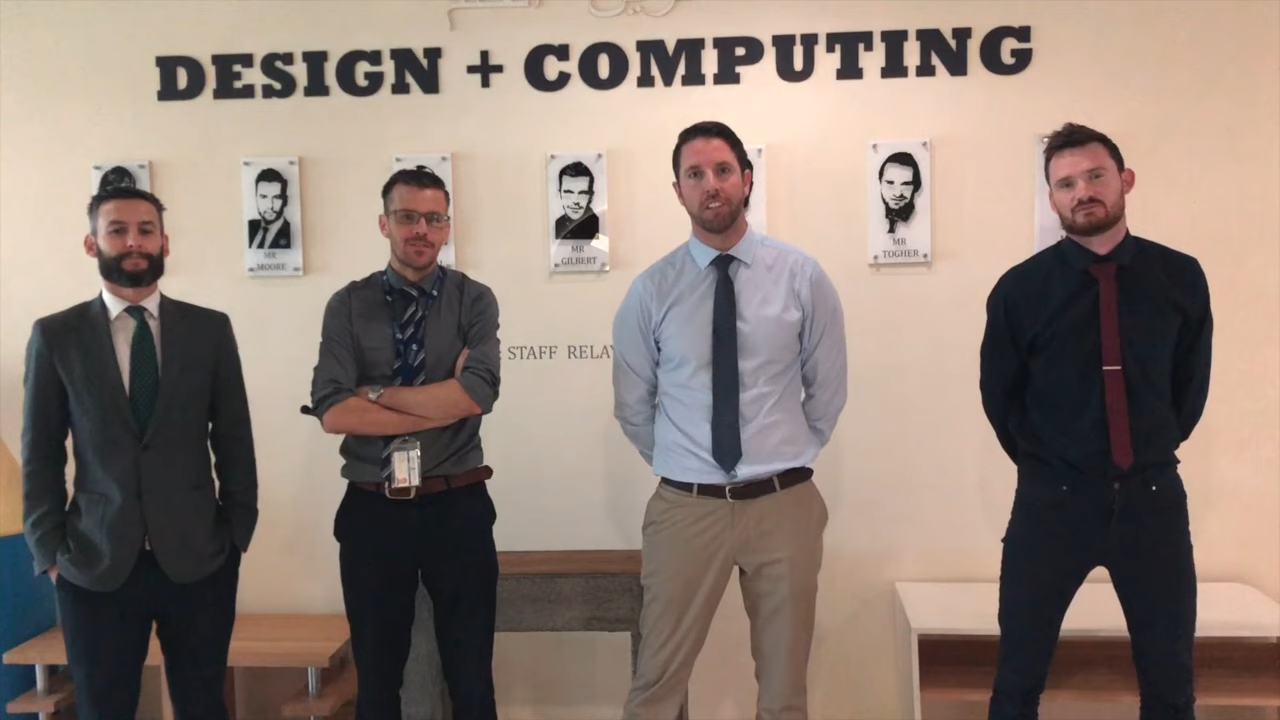 DESIGN + COMPUTING
MR
MOORE
MR
GILBERT
MR
TOGHER
STAFF RELAY